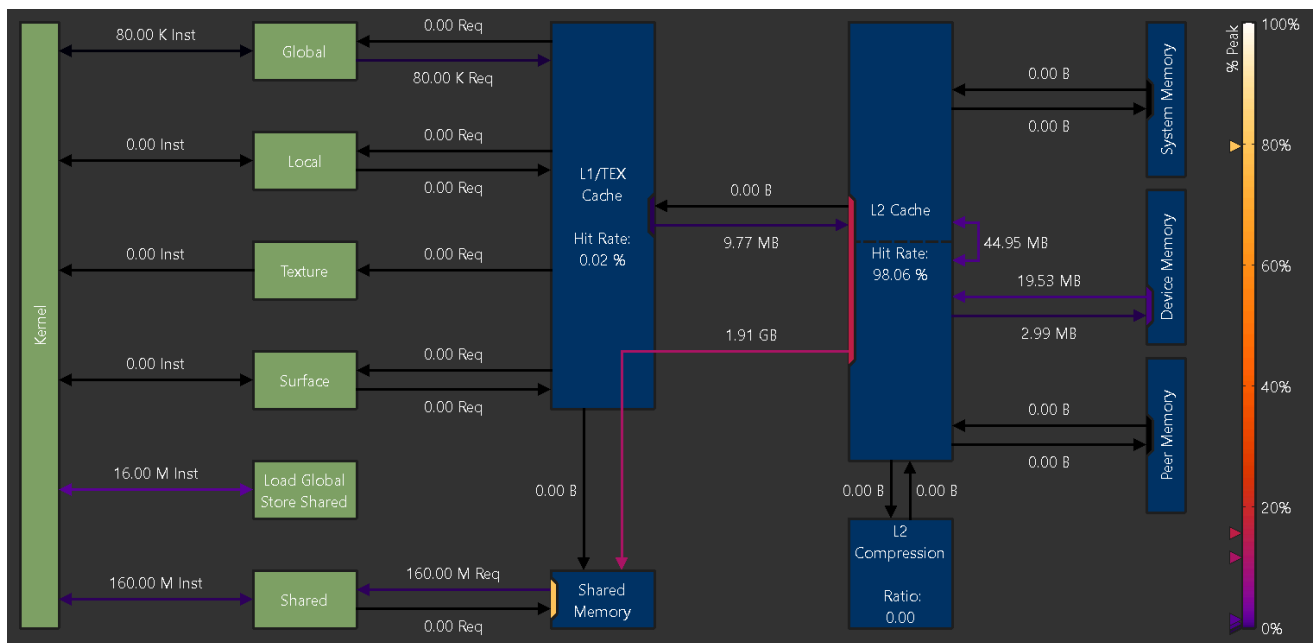 Kernel
80.00 K Inst
0.00 Inst
0.00 Inst
0.00 Inst
16.00 M Inst
160.00 M Inst
Global
Local
Texture
Surface
Load Global
Store Shared
Shared
0.00 Req
80.00 K Req
0.00 Req
0.00 Req
0.00 Req
0.00 Req
0.00 Req
160.00 M Req
0.00 Req
L1/TEX
Cache
Hit Rate:
0.02 %
0.00 B
Shared
Memory
0.00 B
9.77 MB
1.91 GB
L2 Cache
Hit Rate:
98.06 %
0.00 B
0.00 B
L2
Compression
Ratio:
0.00
0.00 B
0.00 B
44.95 MB
19.53 MB
2.99 MB
0.00 B
0.00 B
System Memory
Device Memory
Peer Memory
% Peak
100%
80%
60%
40%
20%
0%